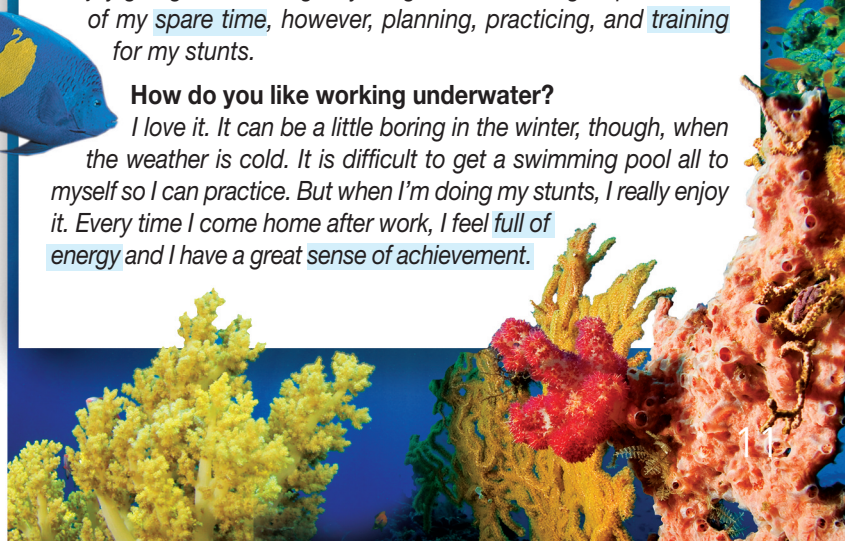 of my spare time, however, planning, practicing, and training
for my stunts.
How do you like working underwater?
I love it. It can be a little boring in the winter, though, when
the weather is cold. It is difficult to get a swimming pool all to
myself so I can practice. But when I'm doing my stunts, I really enjoy
it. Every time I come home after work, I feel full of
energy and I have a great sense of achievement.
11